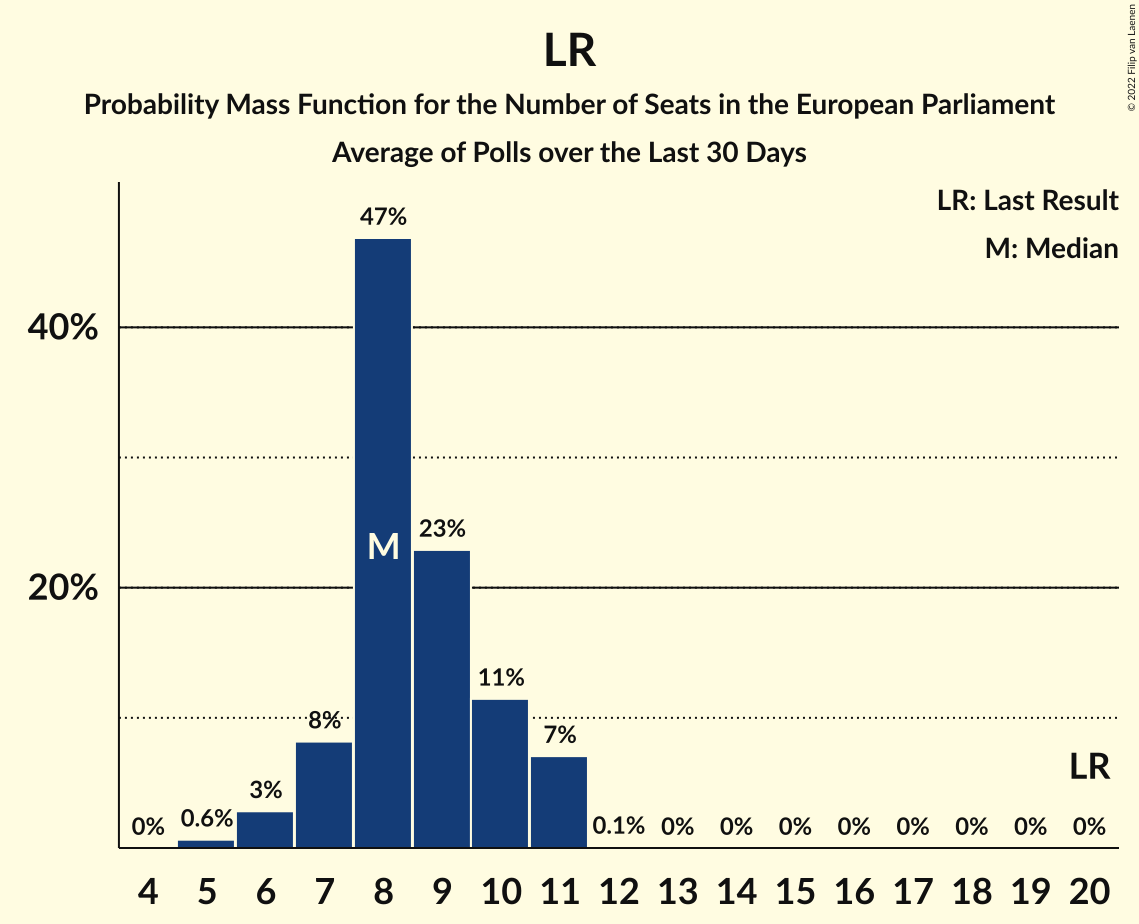 LR
Probability Mass Function for the Number of Seats in the European Parliament
Average of Polls over the Last 30 Days
© 2022 Filip van Laenen
LR: Last Result
M: Median
40%
20%
0%
0.6%
3%
8%
47%
M
23%
11%
7%
0.1%
0%
0%
0%
0%
0%
0%
0%
0%
LR
4 5 6 7 8 9 10 11 12 13 14 15 16 17 18 19 20